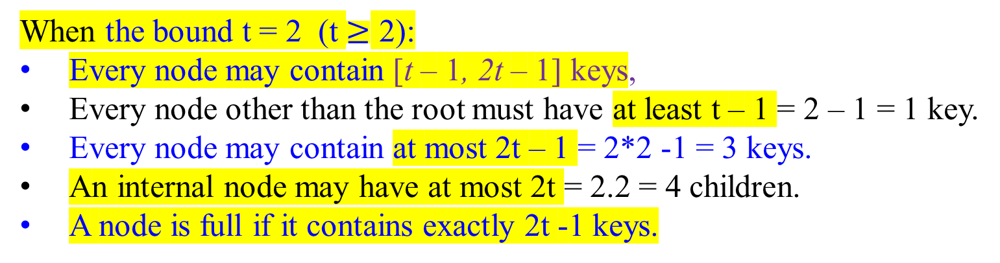 When the bound t = 2 (t ≥ 2):
• Every node may contain [t – 1, 2t – 1] keys,
• Every node other than the root must have at least t – 1 = 2 – 1 = 1 key.
• Every node may contain at most 2t – 1 = 2*2 -1 = 3 keys.
• An internal node may have at most 2t = 2.2 = 4 children.
• A node is full if it contains exactly 2t -1 keys.